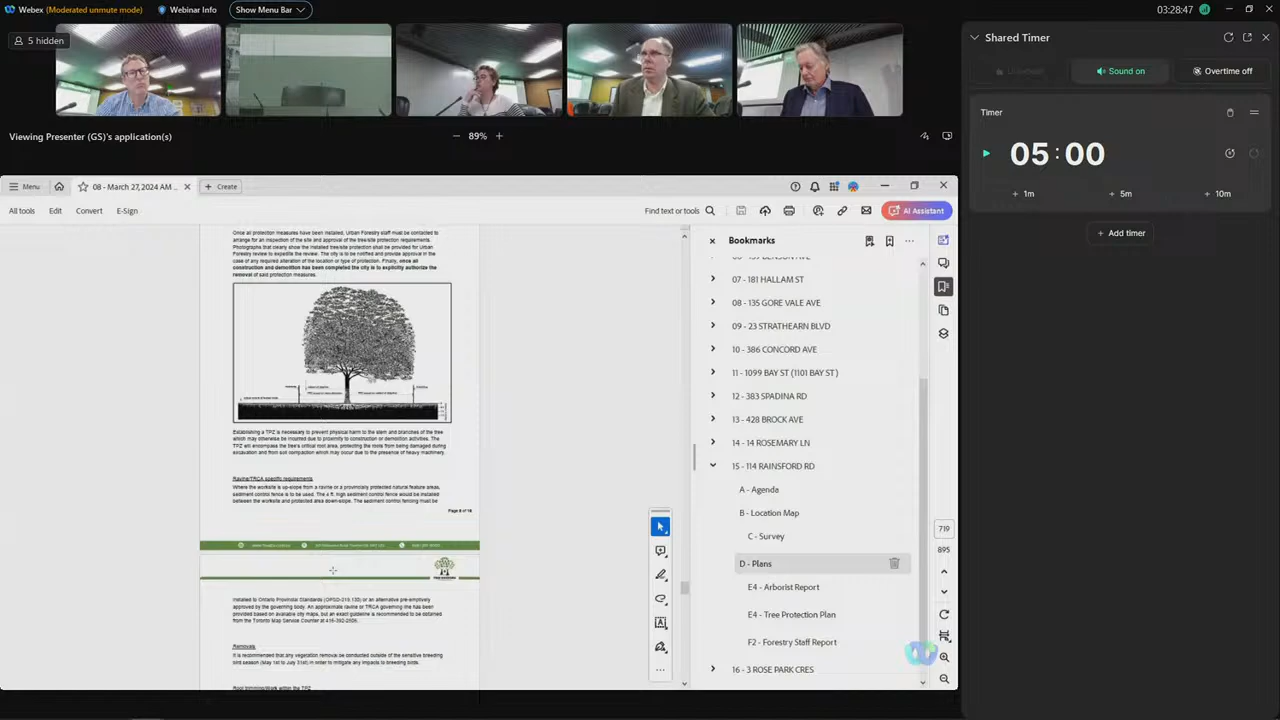 Webex (Moderated unmute mode) Webinar Info Show Menu Bar 03:28:47
5 hidden
Shared Timer
Sound on Overtime off
Viewing Presenter (GS)'s application(s) 89%
Timer
05:00
+ 1m + 5m + 10m
+ Add timer
Menu 08 - March 27, 2024 AM ... + Create
All tools Edit Convert E-Sign Find text or tools AI Assistant
Once all protection measures have been installed, Urban Forestry staff must be contacted to
arrange for an inspection of the site and approval of the tree/site protection requirements.
Photographs that clearly show the installed tree/site protection shall be provided for Urban
Forestry review to expedite the review. The city is to be notified and provide approval in the
case of any required alteration of the location or type of protection. Finally, once all
construction and demolition has been completed the city is to explicitly authorize the
removal of said protection measures.
Establishing a TPZ is necessary to prevent physical harm to the stem and branches of the tree
which may otherwise be incurred due to proximity to construction or demolition activities. The
TPZ will encompass the tree's critical root area, protecting the roots from being damaged during
excavation and from soil compaction which may occur due to the presence of heavy machinery.
Ravine/TRCA specific requirements
Where the worksite is up-slope from a ravine or a provincially protected natural feature areas,
sediment control fence is to be used. The 4 ft. high sediment control fence would be installed
between the worksite and protected area down-slope. The sediment control fencing must be
installed to Ontario Provincial Standards (OPSD-219.130) or an alternative pre-emptively
approved by the governing body. An approximate ravine or TRCA governing line has been
provided based on available city maps, but an exact guideline is recommended to be obtained
from the Toronto Map Service Counter at 416-392-2506.
Removals
It is recommended that any vegetation removal be conducted outside of the sensitive breeding
bird season (May 1st to July 31st) in order to mitigate any impacts to breeding birds.
Root trimming/Work within the TPZ
Bookmarks
07 - 181 HALLAM ST
08 - 135 GORE VALE AVE
09 - 23 STRATHEARN BLVD
10 - 386 CONCORD AVE
11 - 1099 BAY ST (1101 BAY ST )
12 - 383 SPADINA RD
13 - 428 BROCK AVE
14 - 14 ROSEMARY LN
15 - 114 RAINSFORD RD
A - Agenda
B - Location Map
C - Survey
D - Plans
E4 - Arborist Report
E4 - Tree Protection Plan
F2 - Forestry Staff Report
16 - 3 ROSE PARK CRES
719
895